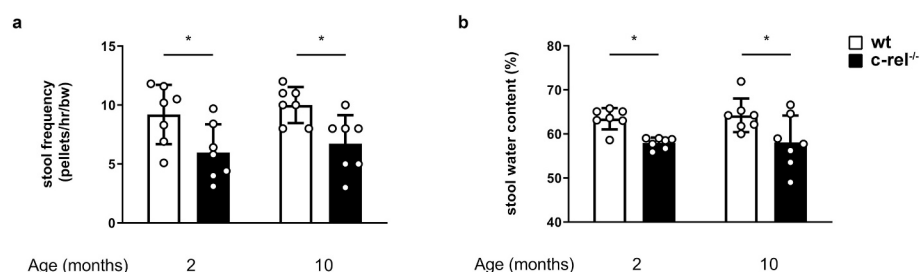 a
stool frequency
(pellets/hr/bw)
15
10
5
0
*
*
Age (months)
2
10
b
stool water content (%)
80
70
60
50
40
*
*
Age (months)
2
10
wt
c-rel-/-